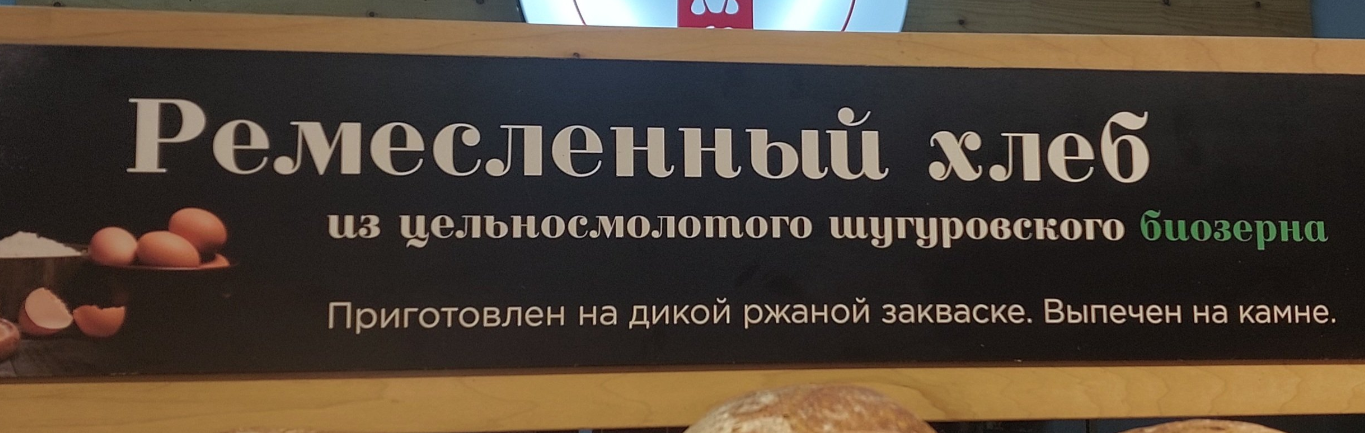 Ремесленный хлеб
из цельносмолотого шугуровского биозерна
Приготовлен на дикой ржаной закваске. Выпечен на камне.